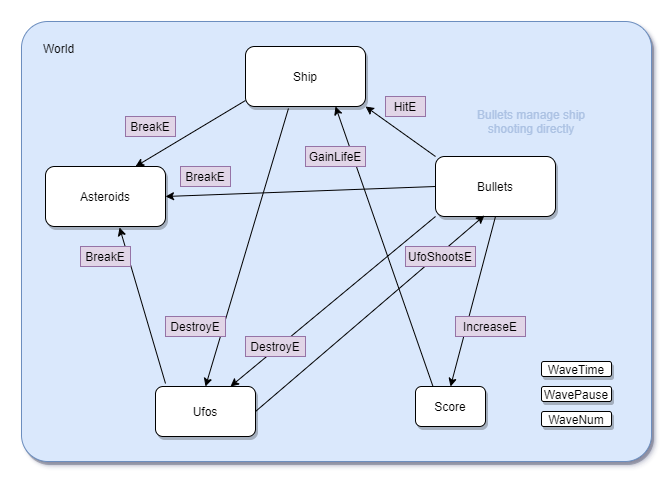 World
Ship
HitE
Bullets manage ship
shooting directly
BreakE
GainLifeE
BreakE
Asteroids
Bullets
BreakE
UfoShootsE
DestroyE
IncreaseE
DestroyE
WaveTime
WavePause
Ufos
Score
WaveNum